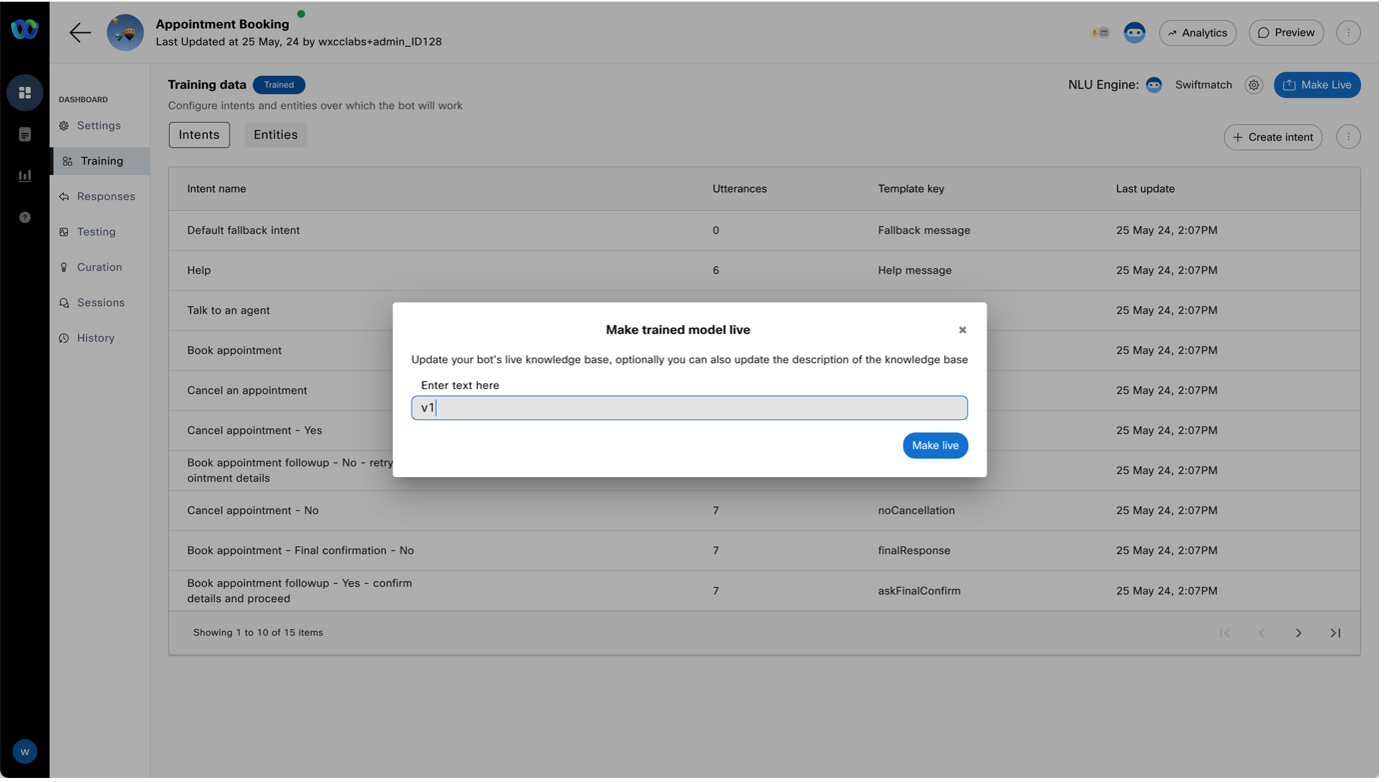 Appointment Booking
Last Updated at 25 May, 24 by wxcclabs+admin_ID128
Analytics
Preview
DASHBOARD
Settings
Training
Responses
Testing
Curation
Sessions
History
w
Training data Trained
Configure intents and entities over which the bot will work
NLU Engine: Swiftmatch Make Live
Intents Entities
+ Create intent
Intent name Utterances Template key Last update
Default fallback intent 0 Fallback message 25 May 24, 2:07PM
Help 6 Help message 25 May 24, 2:07PM
Talk to an agent 25 May 24, 2:07PM
Book appointment 25 May 24, 2:07PM
Cancel an appointment 25 May 24, 2:07PM
Cancel appointment - Yes 25 May 24, 2:07PM
Book appointment followup - No - retry
ointment details 25 May 24, 2:07PM
Cancel appointment - No 7 noCancellation 25 May 24, 2:07PM
Book appointment - Final confirmation - No 7 finalResponse 25 May 24, 2:07PM
Book appointment followup - Yes - confirm
details and proceed 7 askFinalConfirm 25 May 24, 2:07PM
Showing 1 to 10 of 15 items
Make trained model live
Update your bot's live knowledge base, optionally you can also update the description of the knowledge base
Enter text here
v1
Make live